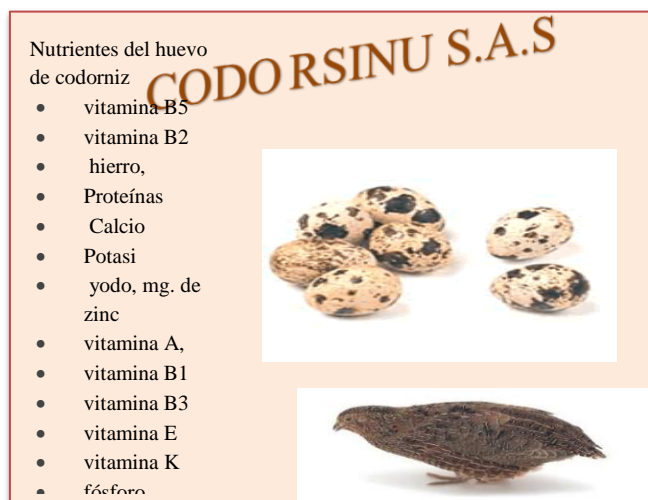 CODORSINU S.A.S
Nutrientes del huevo
de codorniz
• vitamina B5
• vitamina B2
• hierro,
• Proteínas
• Calcio
• Potasi
• yodo, mg. de
zinc
• vitamina A,
• vitamina B1
• vitamina B3
• vitamina E
• vitamina K
• fósforo